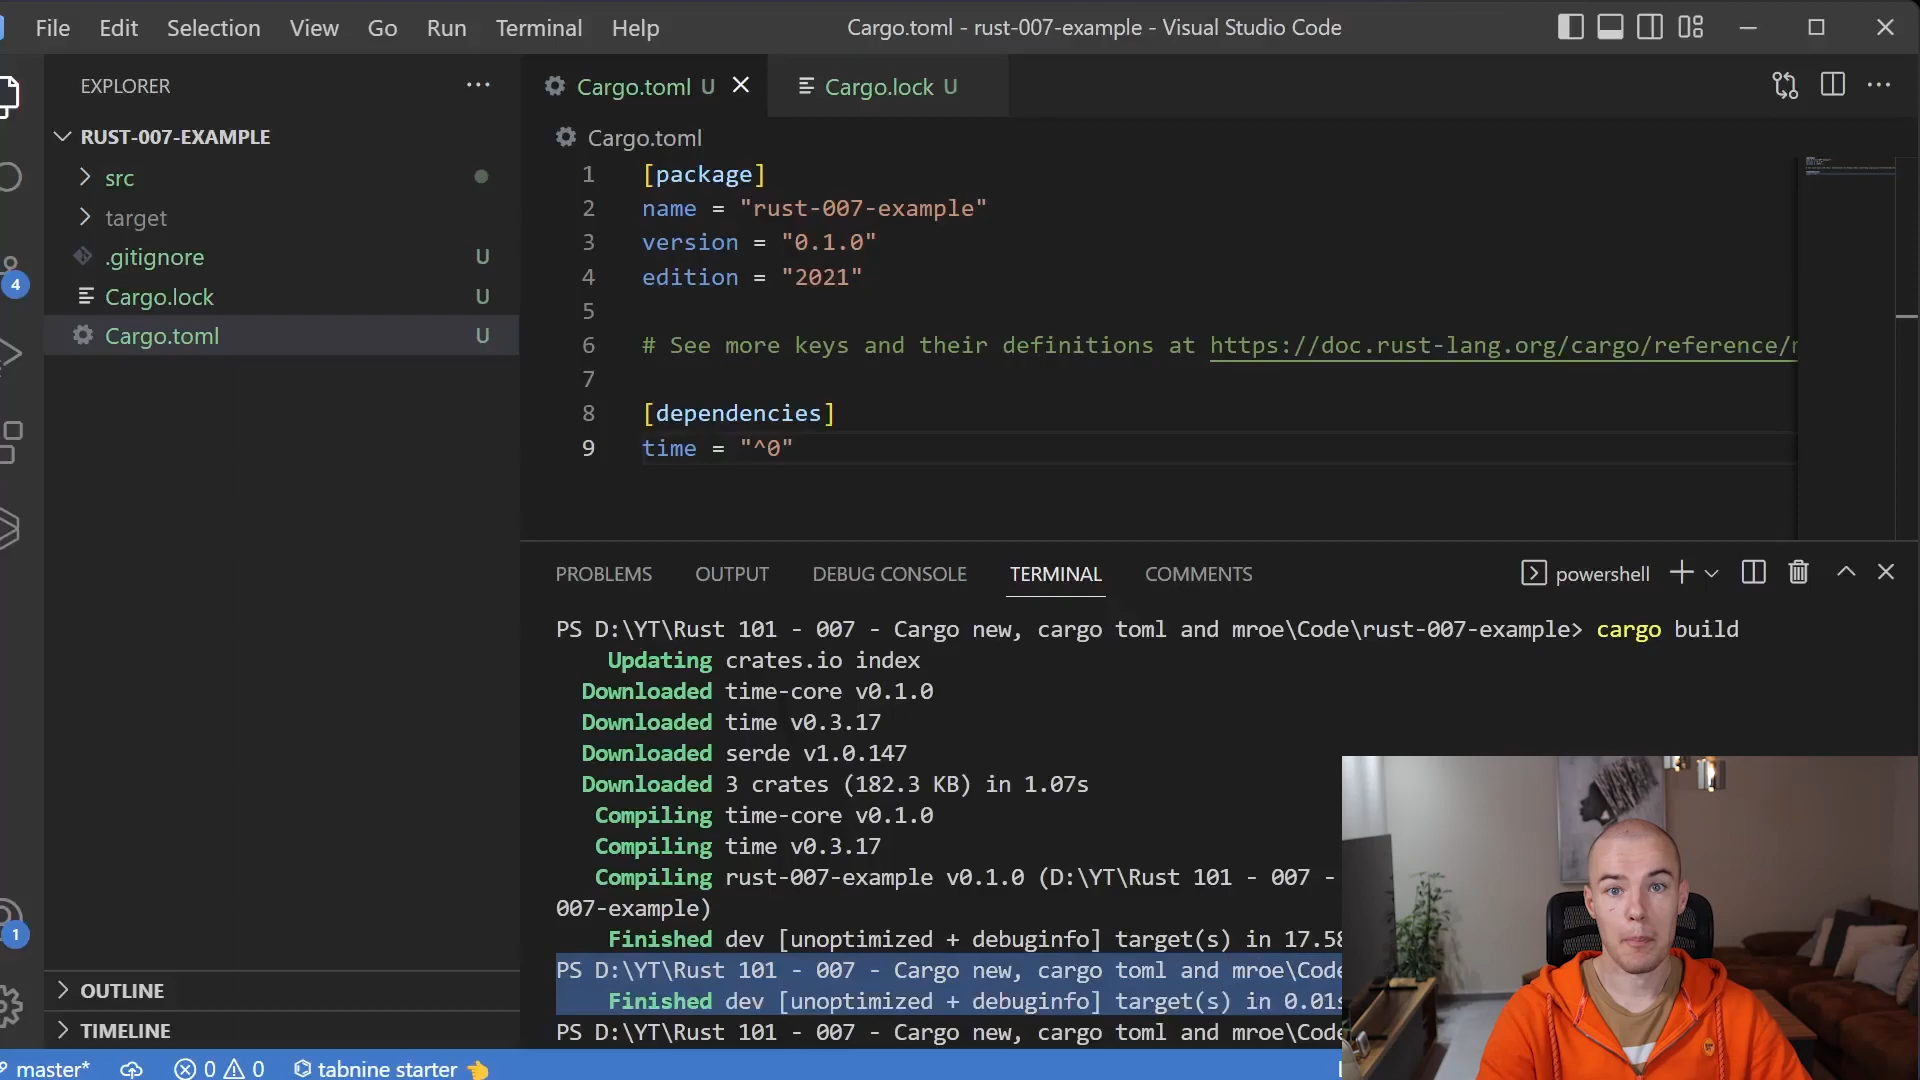 File Edit Selection View Go Run Terminal Help
Cargo.toml - rust-007-example - Visual Studio Code
EXPLORER
RUST-007-EXAMPLE
src
target
.gitignore U
Cargo.lock U
Cargo.toml U
OUTLINE
TIMELINE
4
1
Cargo.toml U
Cargo.lock U
Cargo.toml
1 [package]
2 name = "rust-007-example"
3 version = "0.1.0"
4 edition = "2021"
5
6 # See more keys and their definitions at https://doc.rust-lang.org/cargo/reference/
7
8 [dependencies]
9 time = "^0"
PROBLEMS OUTPUT DEBUG CONSOLE TERMINAL COMMENTS
powershell
PS D:\YT\Rust 101 - 007 - Cargo new, cargo toml and mroe\Code\rust-007-example> cargo build
Updating crates.io index
Downloaded time-core v0.1.0
Downloaded time v0.3.17
Downloaded serde v1.0.147
Downloaded 3 crates (182.3 KB) in 1.07s
Compiling time-core v0.1.0
Compiling time v0.3.17
Compiling rust-007-example v0.1.0 (D:\YT\Rust 101 - 007 -
007-example)
Finished dev [unoptimized + debuginfo] target(s) in 17.58
PS D:\YT\Rust 101 - 007 - Cargo new, cargo toml and mroe\Code
Finished dev [unoptimized + debuginfo] target(s) in 0.01s
PS D:\YT\Rust 101 - 007 - Cargo new, cargo toml and mroe\Code
master* 0 0 tabnine starter